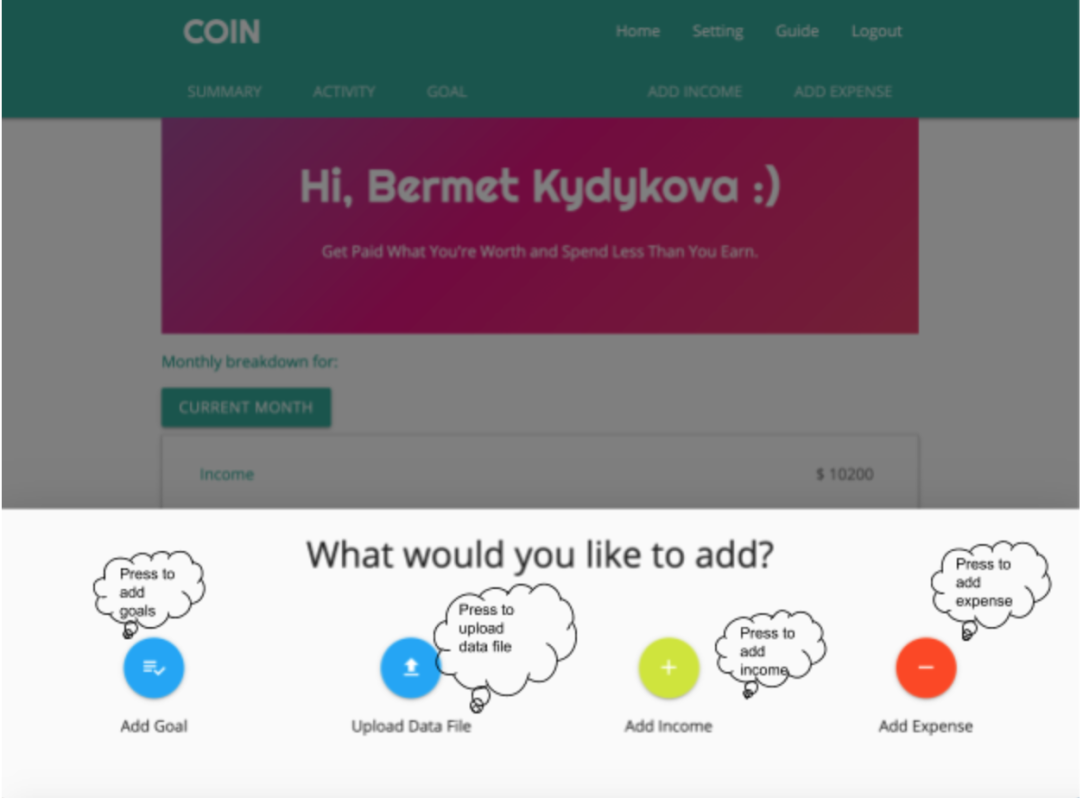 COIN
Home Setting Guide Logout
SUMMARY ACTIVITY GOAL ADD INCOME ADD EXPENSE
Hi, Bermet Kydykova :)
Get Paid What You're Worth and Spend Less Than You Earn.
Monthly breakdown for:
CURRENT MONTH
Income $ 10200
What would you like to add?
Press to
add
goals
Press to
upload
data file
Press to
add
income
Press to
add
expense
Add Goal Upload Data File Add Income Add Expense